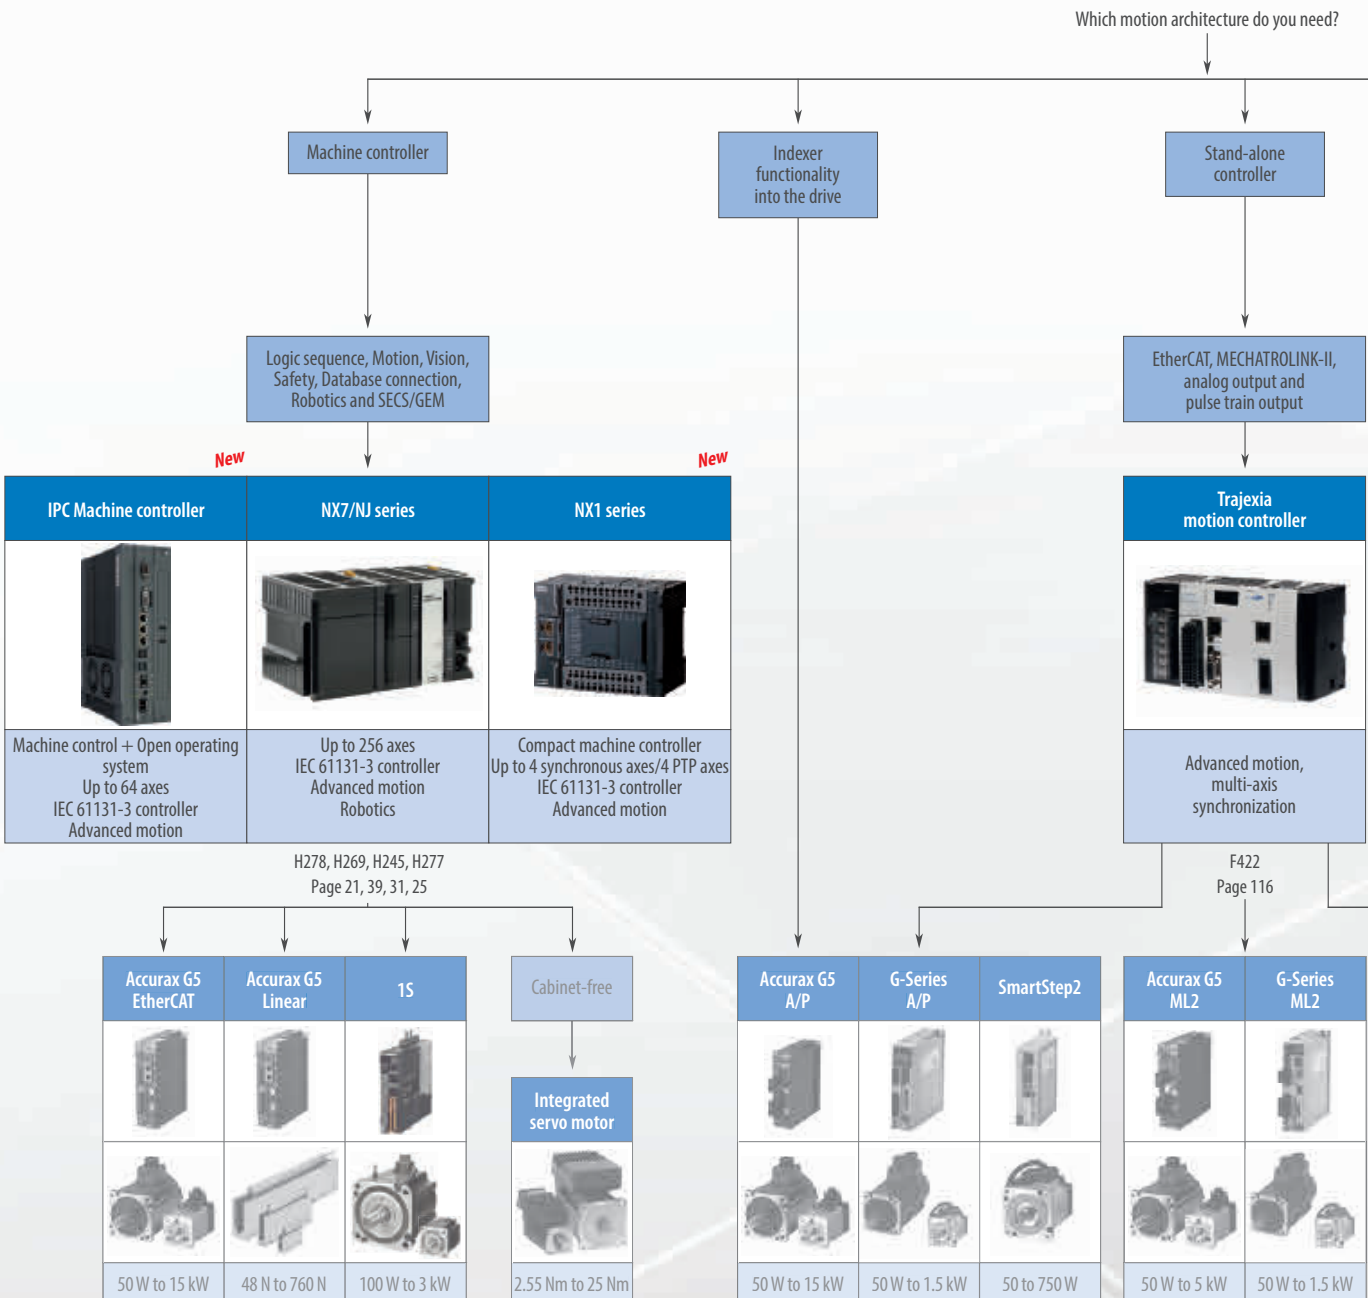 Which motion architecture do you need?
Machine controller
Indexer
functionality
into the drive
Stand-alone
controller
Logic sequence, Motion, Vision,
Safety, Database connection,
Robotics and SECS/GEM
EtherCAT, MECHATROLINK-II,
analog output and
pulse train output
New
New
IPC Machine controller
NX7/NJ series
NX1 series
Trajexia
motion controller
Machine control + Open operating
system
Up to 64 axes
IEC 61131-3 controller
Advanced motion
Up to 256 axes
IEC 61131-3 controller
Advanced motion
Robotics
Compact machine controller
Up to 4 synchronous axes/4 PTP axes
IEC 61131-3 controller
Advanced motion
Advanced motion,
multi-axis
synchronization
H278, H269, H245, H277
Page 21, 39, 31, 25
F422
Page 116
Accurax G5
EtherCAT
Accurax G5
Linear
1S
Cabinet-free
Accurax G5
A/P
G-Series
A/P
SmartStep2
Accurax G5
ML2
G-Series
ML2
Integrated
servo motor
50 W to 15 kW
48 N to 760 N
100 W to 3 kW
2.55 Nm to 25 Nm
50 W to 15 kW
50 W to 1.5 kW
50 to 750 W
50 W to 5 kW
50 W to 1.5 kW